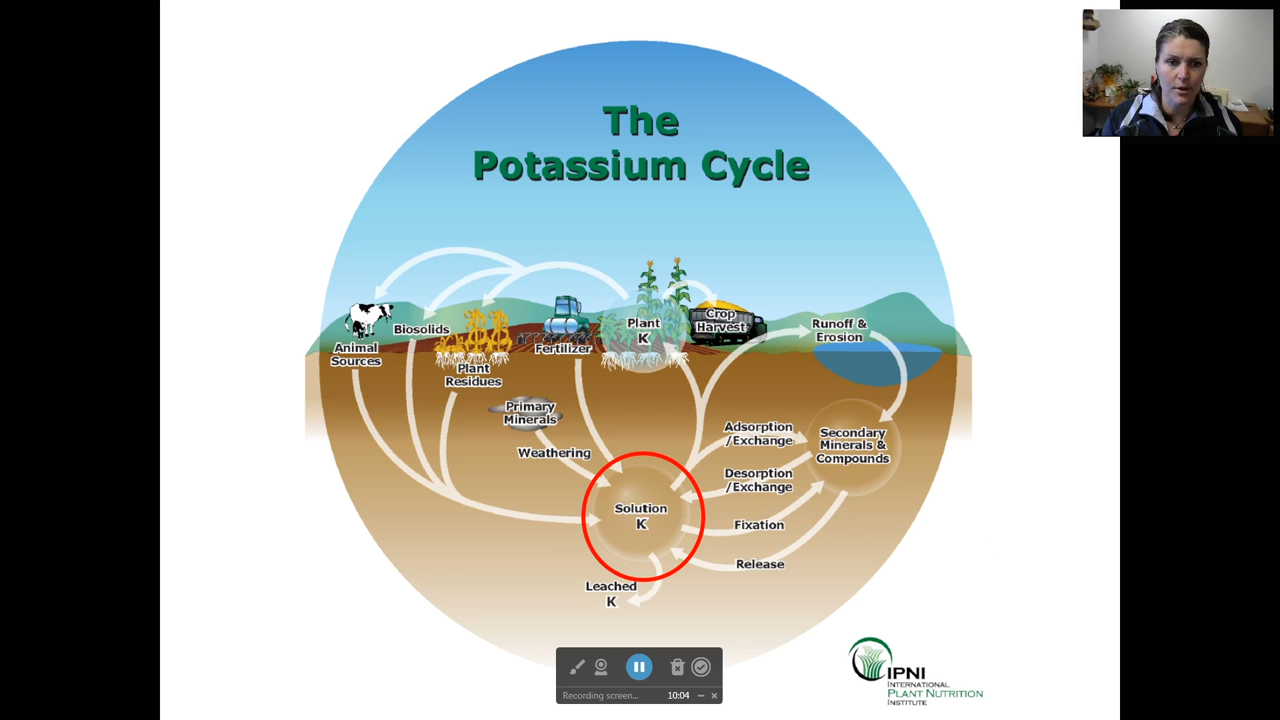 The
Potassium Cycle
Animal
Sources
Biosolids
Plant
Residues
Fertilizer
Plant
K
Crop
Harvest
Runoff &
Erosion
Primary
Minerals
Weathering
Adsorption
/Exchange
Secondary
Minerals &
Compounds
Desorption
/Exchange
Solution
K
Fixation
Release
Leached
K
IPNI
INTERNATIONAL
PLANT NUTRITION
INSTITUTE
Recording screen... 10:04